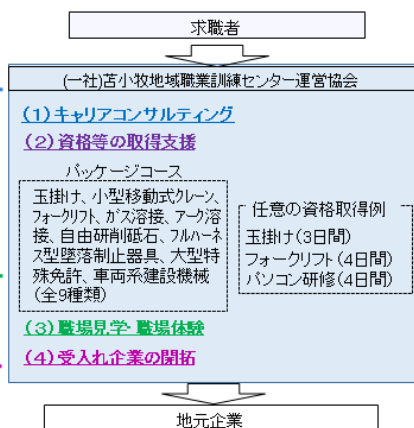 求職者
(一社)苫小牧地域職業訓練センター運営協会
(1)キャリアコンサルティング
(2)資格等の取得支援
パッケージコース
玉掛け、小型移動式クレーン、
フォークリフト、ガス溶接、アーク溶
接、自由研削砥石、フルハーネ
ス型墜落制止器具、大型特
殊免許、車両系建設機械
(全9種類)
任意の資格取得例
玉掛け(3日間)
フォークリフト(4日間)
パソコン研修(4日間)
(3)職場見学・職場体験
(4)受入れ企業の開拓
地元企業